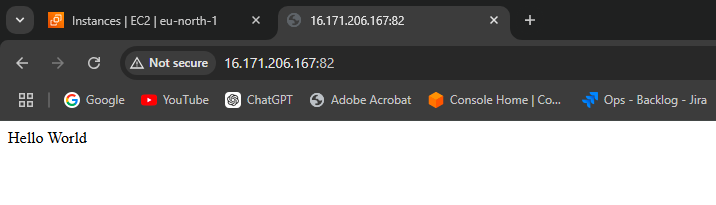 Instances | EC2 | eu-north-1
16.171.206.167:82
Not secure
16.171.206.167:82
Google
YouTube
ChatGPT
Adobe Acrobat
Console Home | Co...
Ops - Backlog - Jira
Hello World